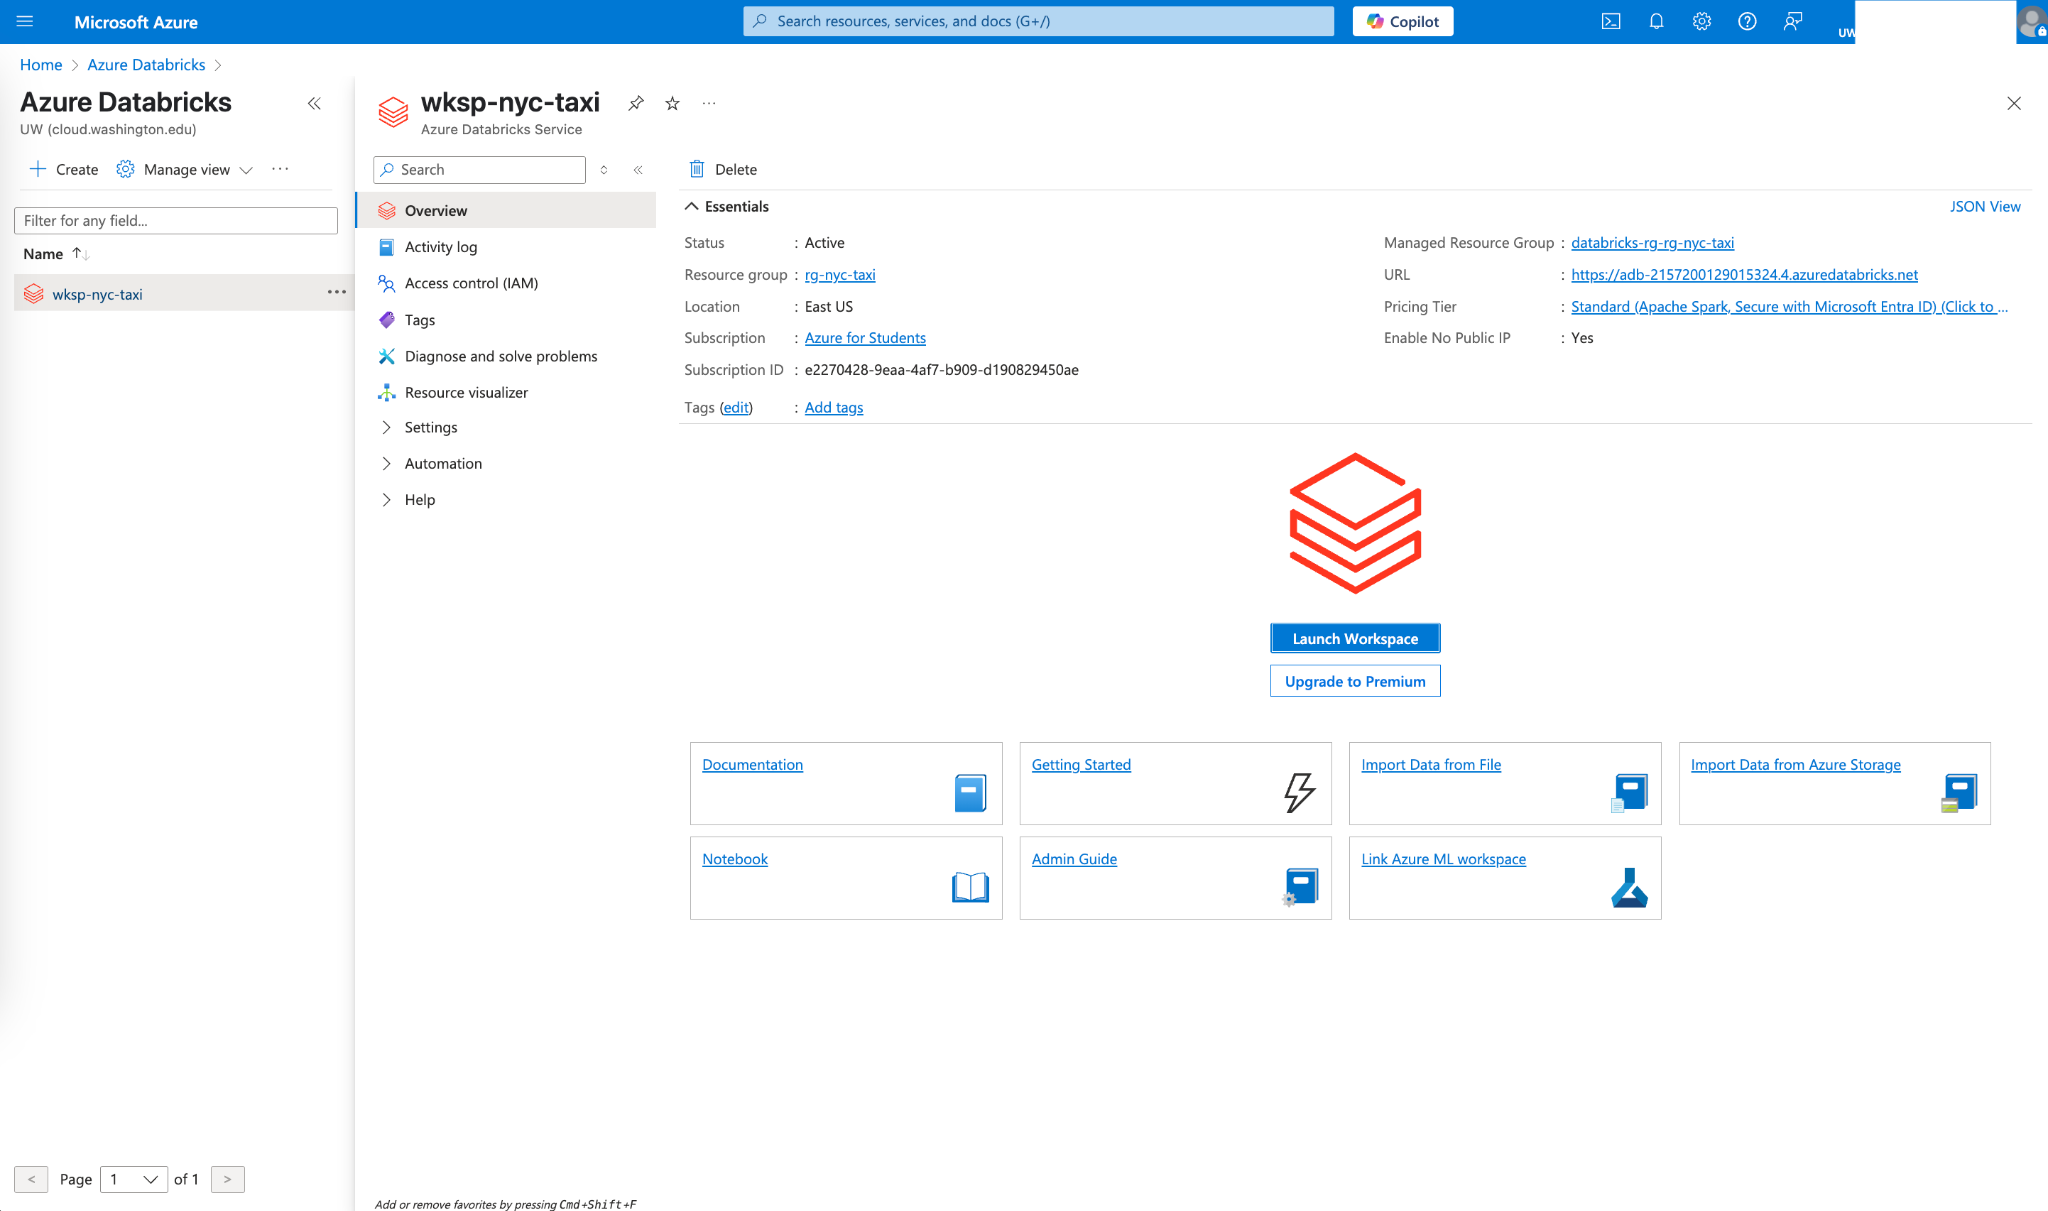 Microsoft Azure
Search resources, services, and docs (G+/)
Copilot
UW
Home > Azure Databricks >
Azure Databricks
UW (cloud.washington.edu)
Create
Manage view
...
Filter for any field...
Name ↑↓
wksp-nyc-taxi
...
< Page 1 of 1 >
wksp-nyc-taxi
...
Azure Databricks Service
Search
Overview
Activity log
Access control (IAM)
Tags
Diagnose and solve problems
Resource visualizer
Settings
Automation
Help
Add or remove favorites by pressing Cmd+Shift+F
Delete
Essentials
JSON View
Status : Active
Resource group : rg-nyc-taxi
Location : East US
Subscription : Azure for Students
Subscription ID : e2270428-9eaa-4af7-b909-d190829450ae
Tags (edit) : Add tags
Managed Resource Group : databricks-rg-rg-nyc-taxi
URL : https://adb-2157200129015324.4.azuredatabricks.net
Pricing Tier : Standard (Apache Spark, Secure with Microsoft Entra ID) (Click to ...
Enable No Public IP : Yes
Launch Workspace
Upgrade to Premium
Documentation
Getting Started
Import Data from File
Import Data from Azure Storage
Notebook
Admin Guide
Link Azure ML workspace